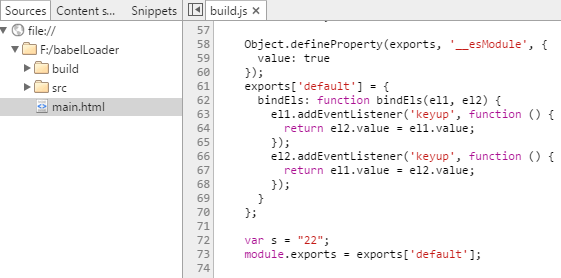 Sources Content s... Snippets
file://
F:/babelLoader
build
src
main.html
build.js ×
57
58 Object.defineProperty(exports, '__esModule', {
59 value: true
60 });
61 exports['default'] = {
62 bindEls: function bindEls(el1, el2) {
63 el1.addEventListener('keyup', function () {
64 return el2.value = el1.value;
65 });
66 el2.addEventListener('keyup', function () {
67 return el1.value = el2.value;
68 });
69 }
70 };
71
72 var s = "22";
73 module.exports = exports['default'];
74